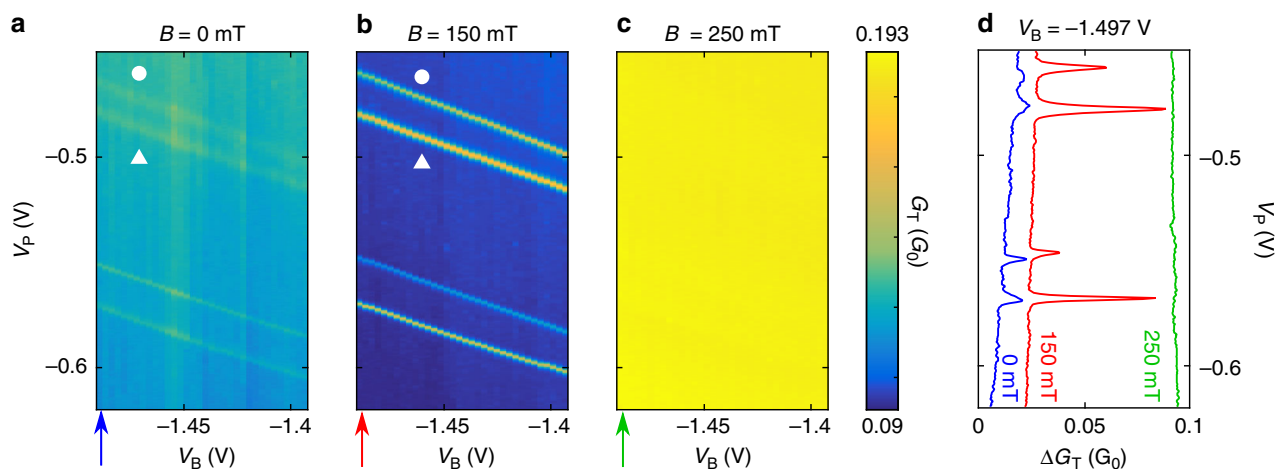 a
B = 0 mT
b
B = 150 mT
c
B = 250 mT
0.193
d
V_B = −1.497 V
−0.5
−0.6
V_P (V)
−1.45
−1.4
V_B (V)
−1.45
−1.4
V_B (V)
−1.45
−1.4
V_B (V)
G_T (G_0)
0.09
0 mT
150 mT
250 mT
−0.5
−0.6
V_P (V)
0
0.05
0.1
ΔG_T (G_0)